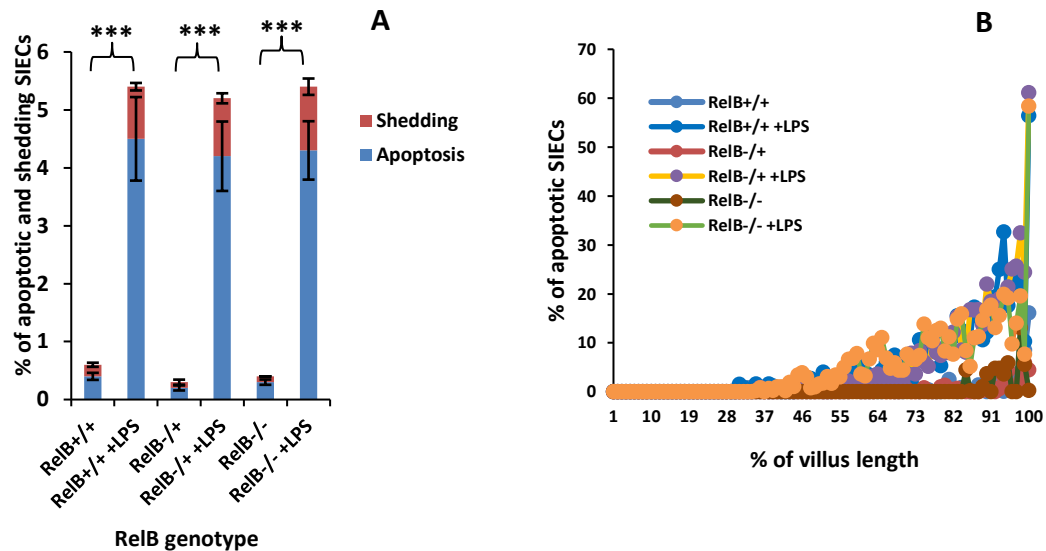 A
% of apoptotic and shedding SIECs
6
5
4
3
2
1
0
***
***
***
Shedding
Apoptosis
RelB+/+
RelB+/+ +LPS
RelB-/+
RelB-/+ +LPS
RelB-/-
RelB-/- +LPS
RelB genotype
B
% of apoptotic SIECs
70
60
50
40
30
20
10
0
RelB+/+
RelB+/+ +LPS
RelB-/+
RelB-/+ +LPS
RelB-/-
RelB-/- +LPS
1 10 19 28 37 46 55 64 73 82 91 100
% of villus length